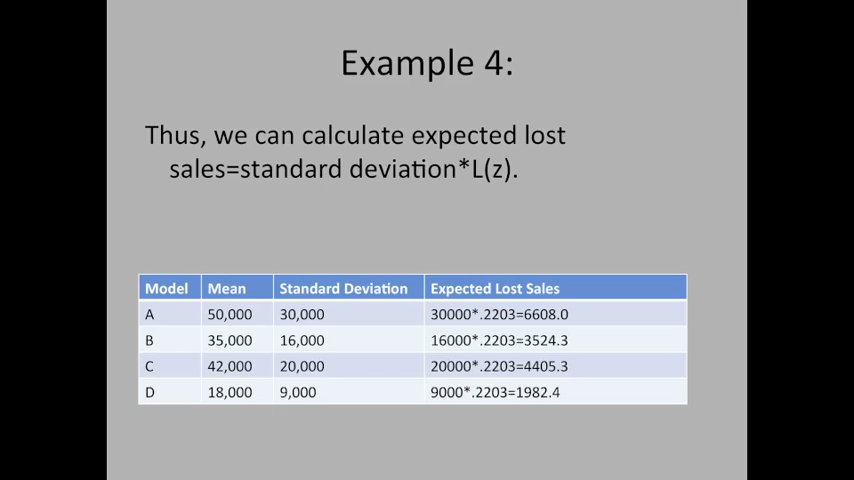 Example 4:
Thus, we can calculate expected lost
sales=standard deviation*L(z).
Model Mean Standard Deviation Expected Lost Sales
A 50,000 30,000 30000*.2203=6608.0
B 35,000 16,000 16000*.2203=3524.3
C 42,000 20,000 20000*.2203=4405.3
D 18,000 9,000 9000*.2203=1982.4